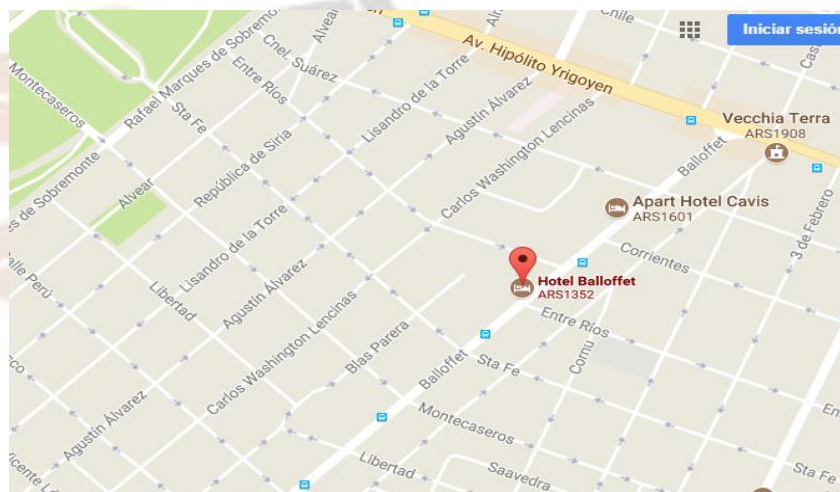 Chile
Iniciar sesión
Montecaseros
Rafael Marques de Sobremonte
Cnel. Suárez
Alvear
Av. Hipólito Yrigoyen
Entre Ríos
Sta Fe
Lisandro de la Torre
Agustín Álvarez
Vecchia Terra
ARS1908
República de Siria
Carlos Washington Lencinas
Balloffet
Alvear
Apart Hotel Cavis
ARS1601
3 de Febrero
Lisandro de la Torre
Corrientes
Calle Perú
Libertad
Agustín Álvarez
Hotel Balloffet
ARS1352
Entre Ríos
Carlos Washington Lencinas
Blas Parera
Balloffet
Sta Fe
Cornu
Agustín Álvarez
Montecaseros
Libertad
Saavedra
Sta Fe